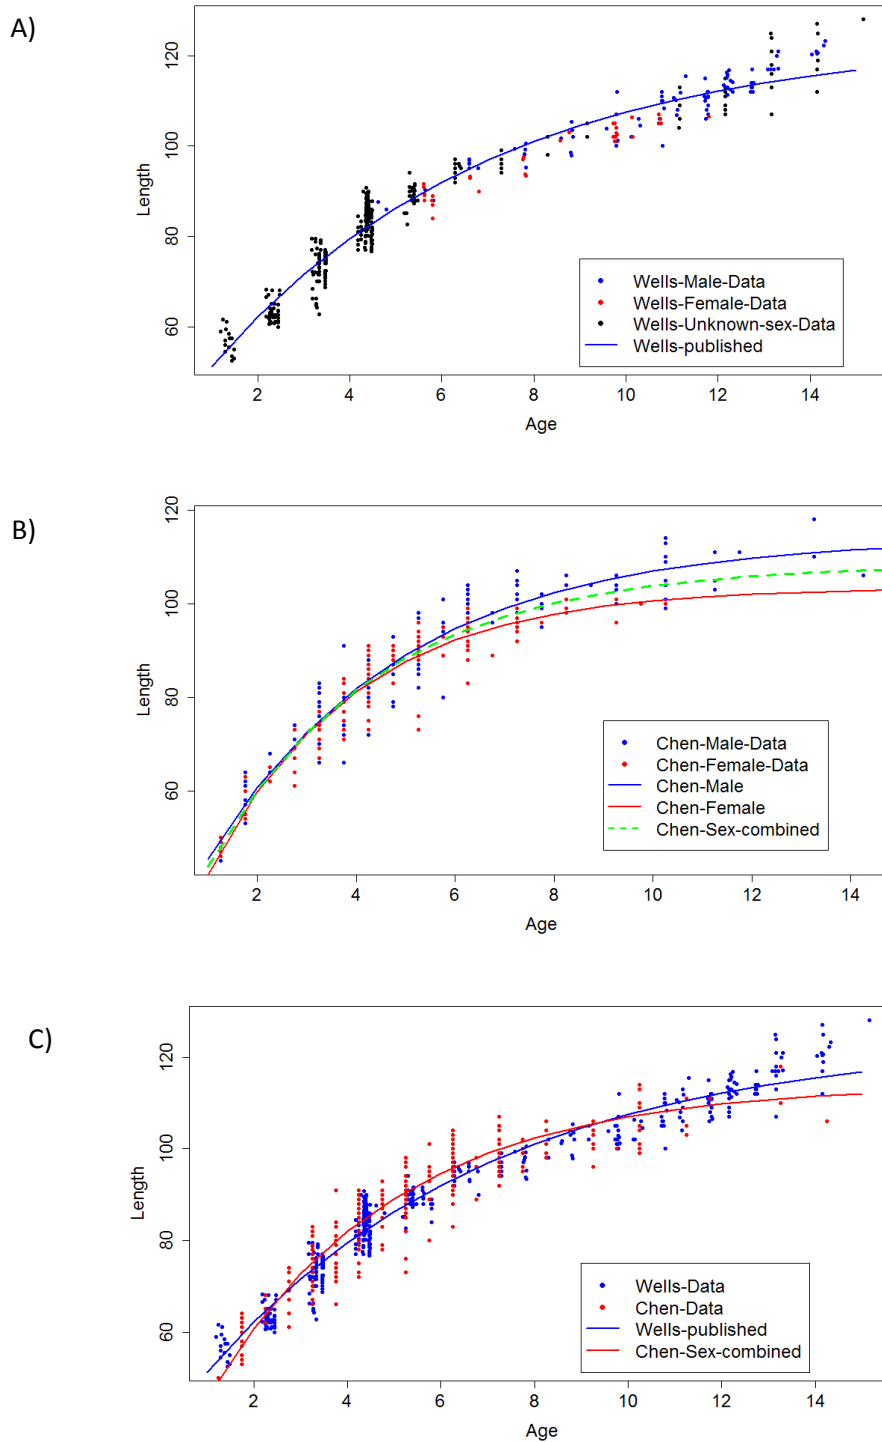 A)
120
100
80
60
Length
Wells-Male-Data
Wells-Female-Data
Wells-Unknown-sex-Data
Wells-published
2 4 6 8 10 12 14
Age
B)
120
100
80
60
Length
Chen-Male-Data
Chen-Female-Data
Chen-Male
Chen-Female
Chen-Sex-combined
2 4 6 8 10 12 14
Age
C)
120
100
80
60
Length
Wells-Data
Chen-Data
Wells-published
Chen-Sex-combined
2 4 6 8 10 12 14
Age